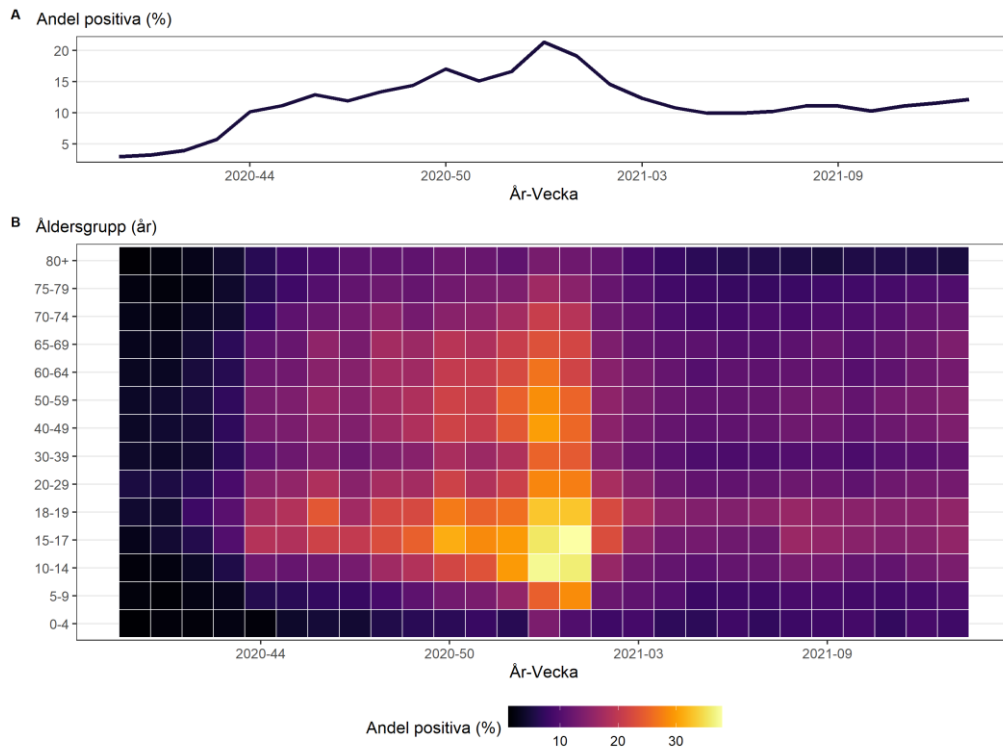 A Andel positiva (%)
20
15
10
5
2020-44 2020-50 2021-03 2021-09
År-Vecka
B Åldersgrupp (år)
80+
75-79
70-74
65-69
60-64
50-59
40-49
30-39
20-29
18-19
15-17
10-14
5-9
0-4
2020-44 2020-50 2021-03 2021-09
År-Vecka
Andel positiva (%)
10 20 30